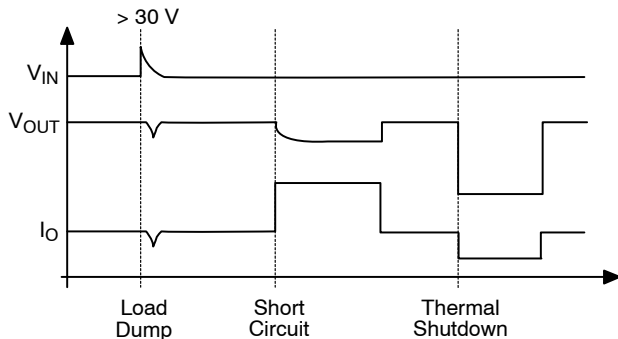 > 30 V
VIN
VOUT
IO
Load
Dump
Short
Circuit
Thermal
Shutdown